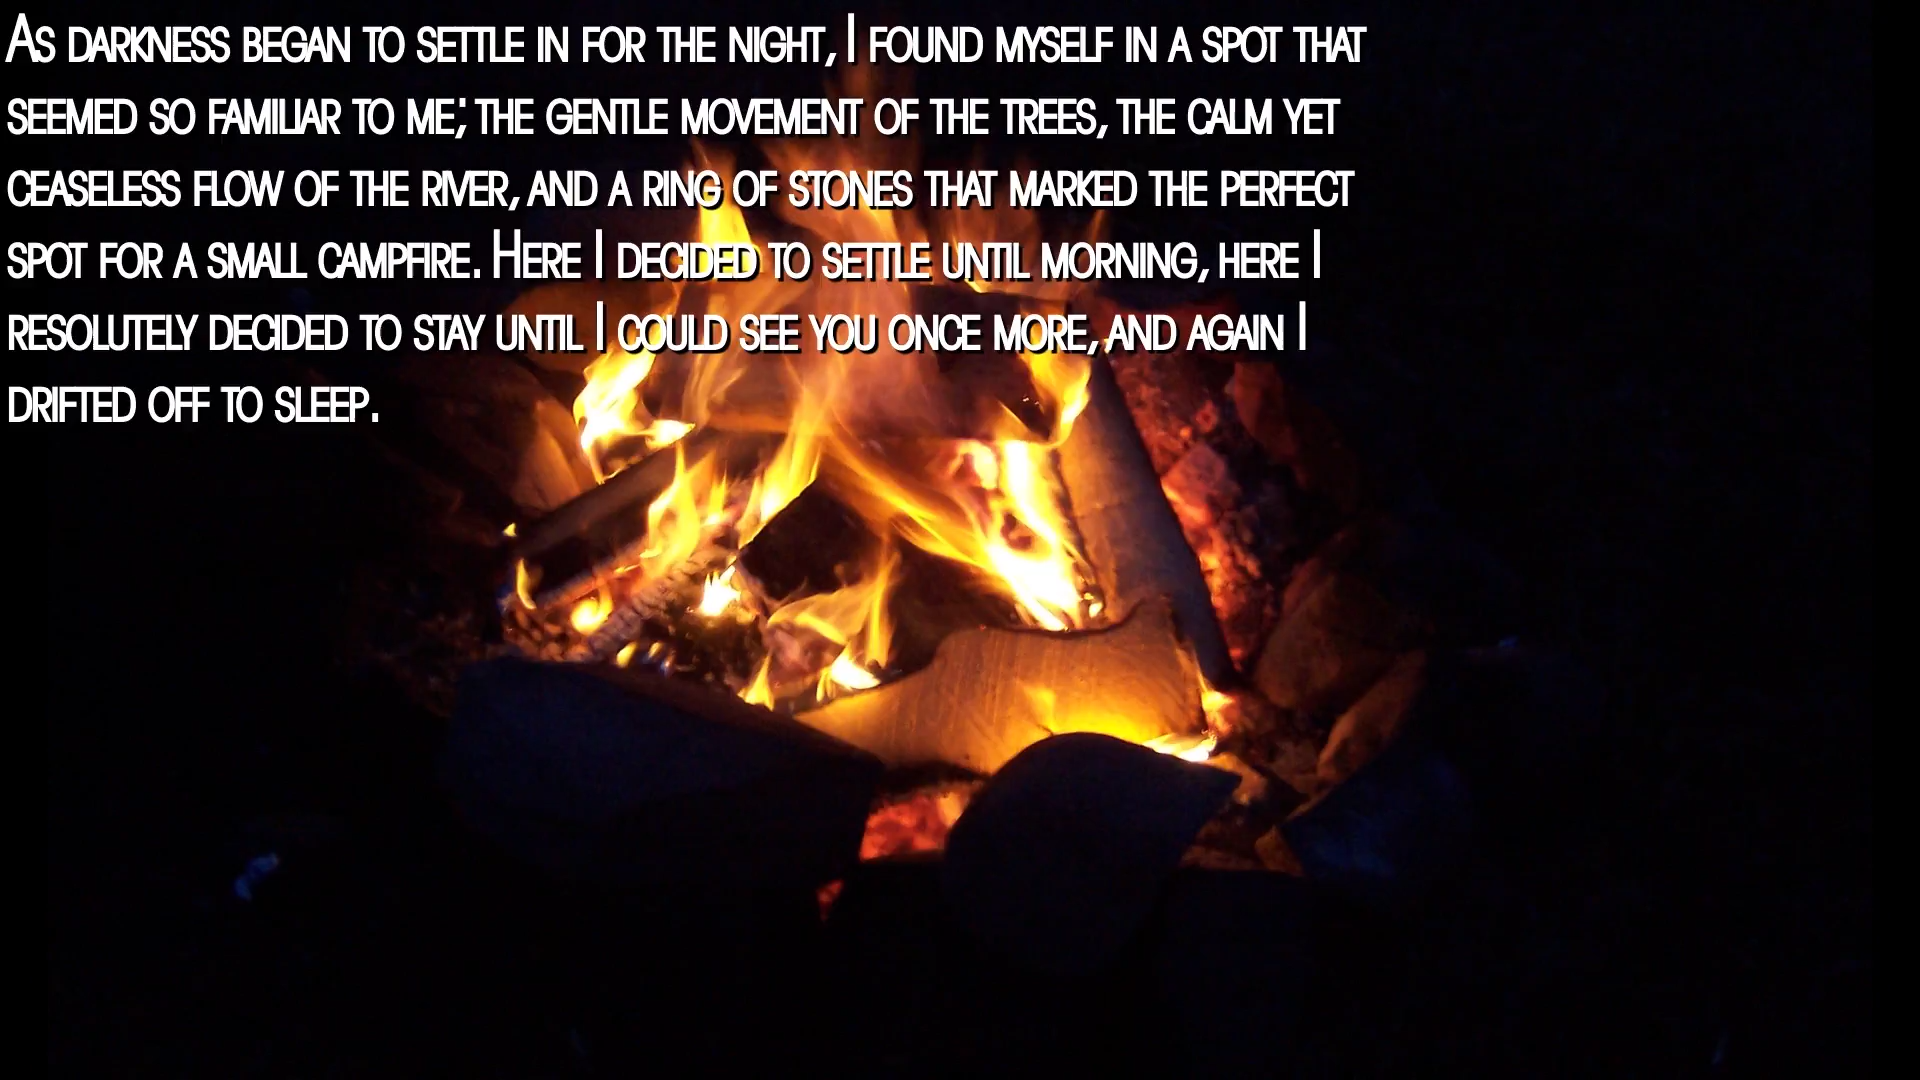 As darkness began to settle in for the night, I found myself in a spot that
seemed so familiar to me; the gentle movement of the trees, the calm yet
ceaseless flow of the river, and a ring of stones that marked the perfect
spot for a small campfire. Here I decided to settle until morning, here I
resolutely decided to stay until I could see you once more, and again I
drifted off to sleep.